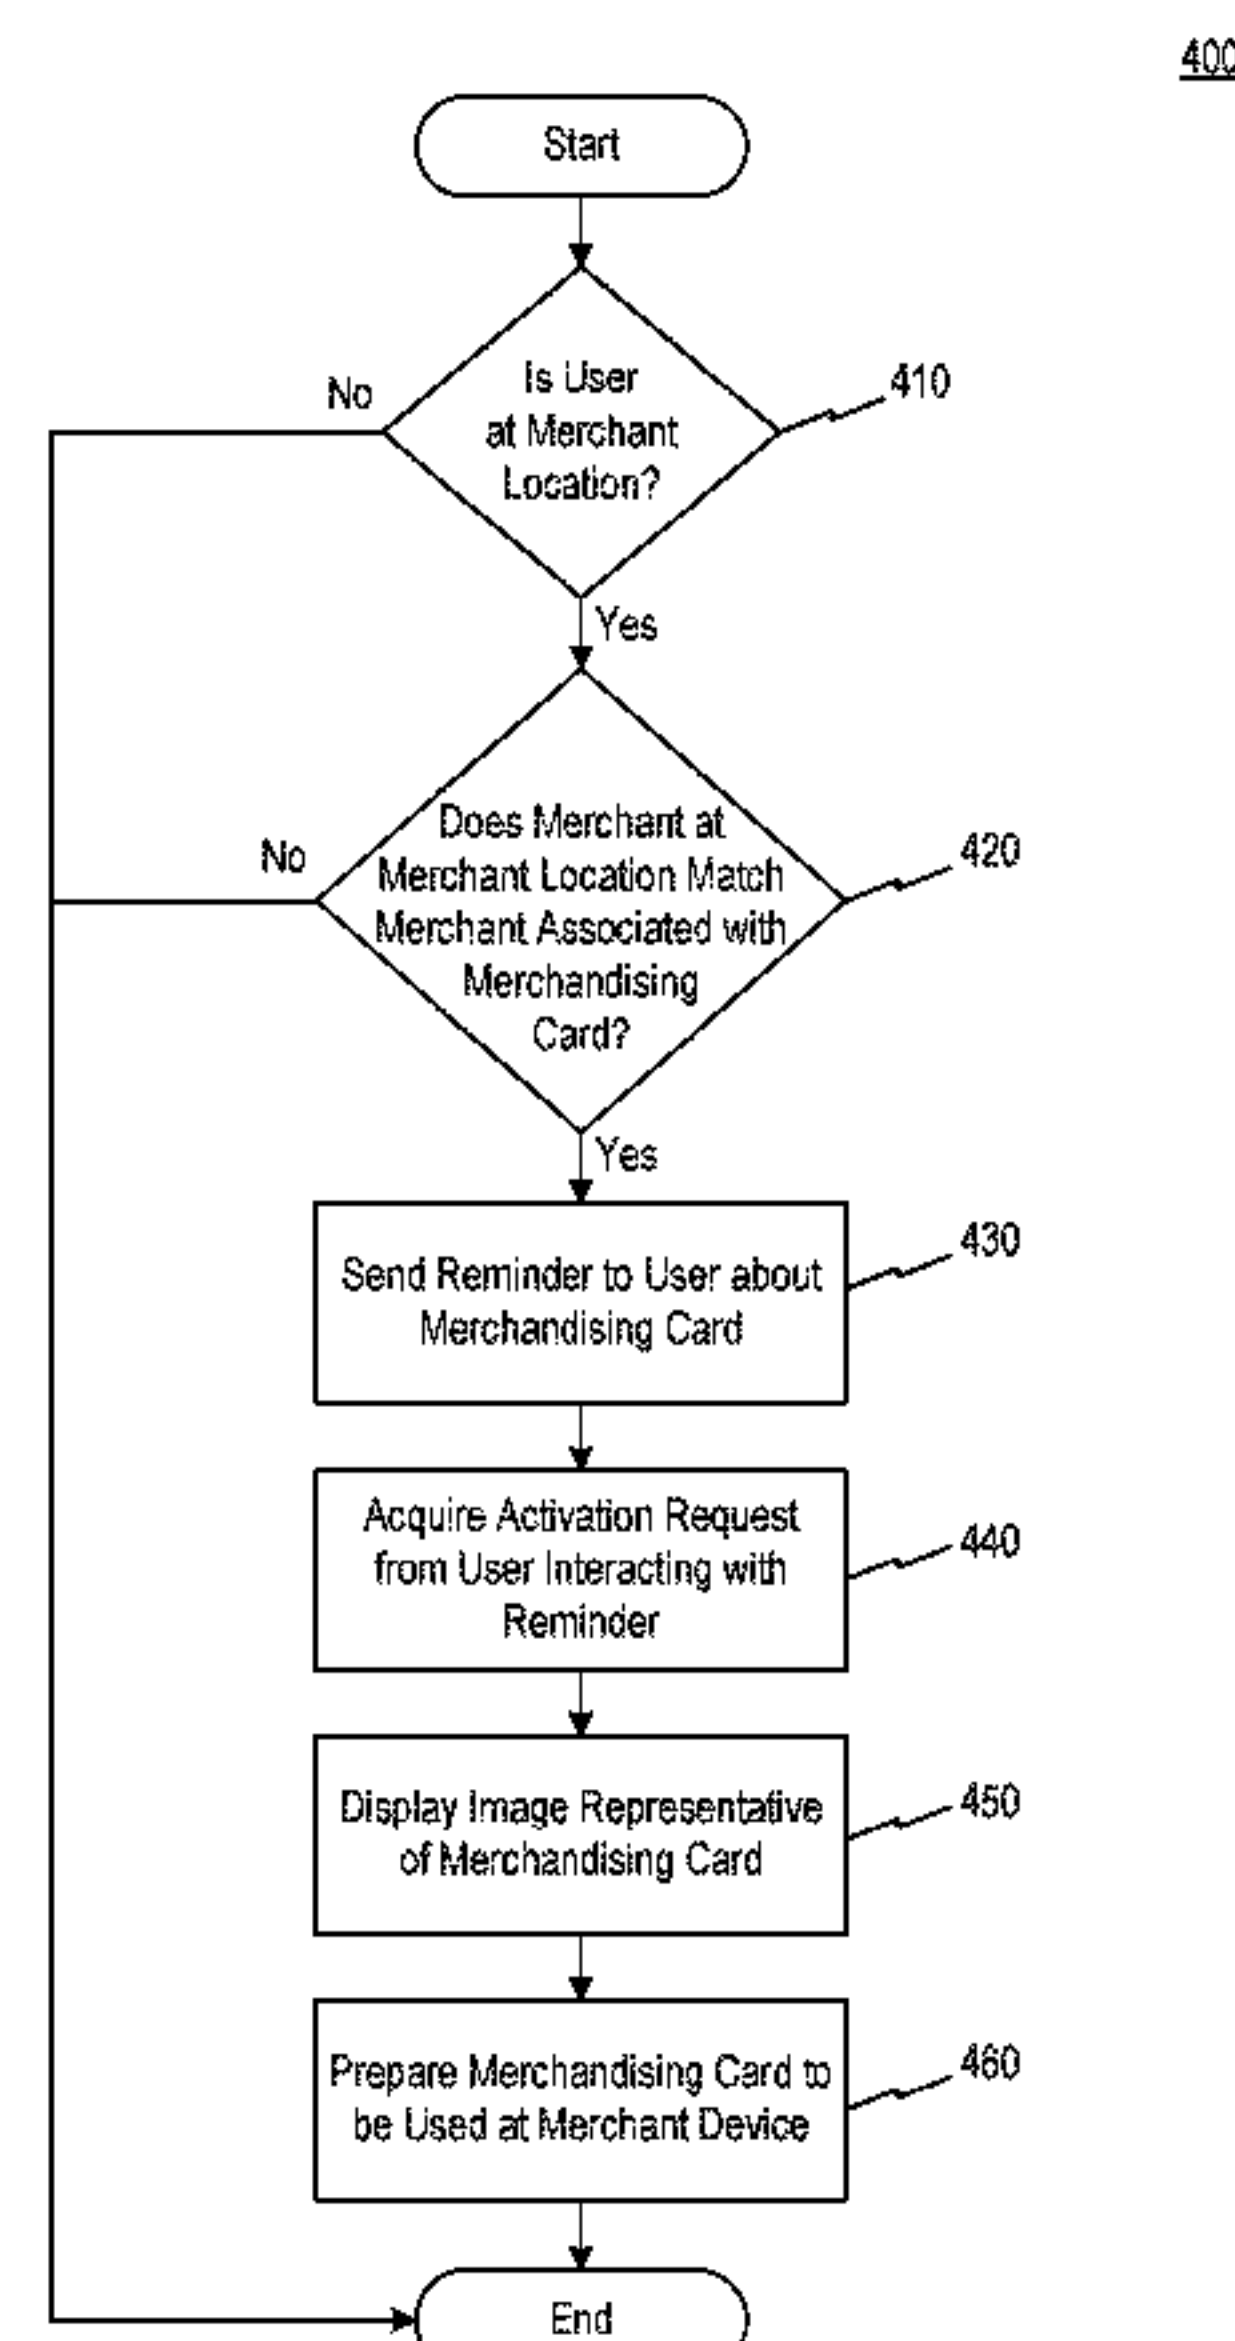 400
Start
Is User
at Merchant
Location?
No
410
Yes
Does Merchant at
Merchant Location Match
Merchant Associated with
Merchandising
Card?
No
420
Yes
Send Reminder to User about
Merchandising Card
430
Acquire Activation Request
from User Interacting with
Reminder
440
Display Image Representative
of Merchandising Card
450
Prepare Merchandising Card to
be Used at Merchant Device
460
End